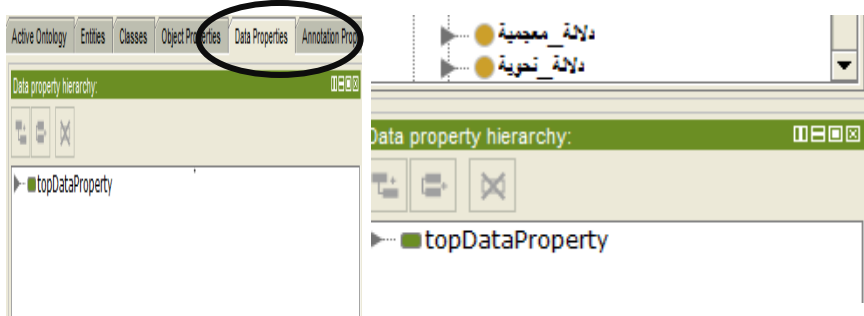 Active Ontology Entities Classes Object Properties Data Properties Annotation Prop
Data property hierarchy:
topDataProperty
دلالة_معجمية
دلالة_نحوية
Data property hierarchy:
topDataProperty